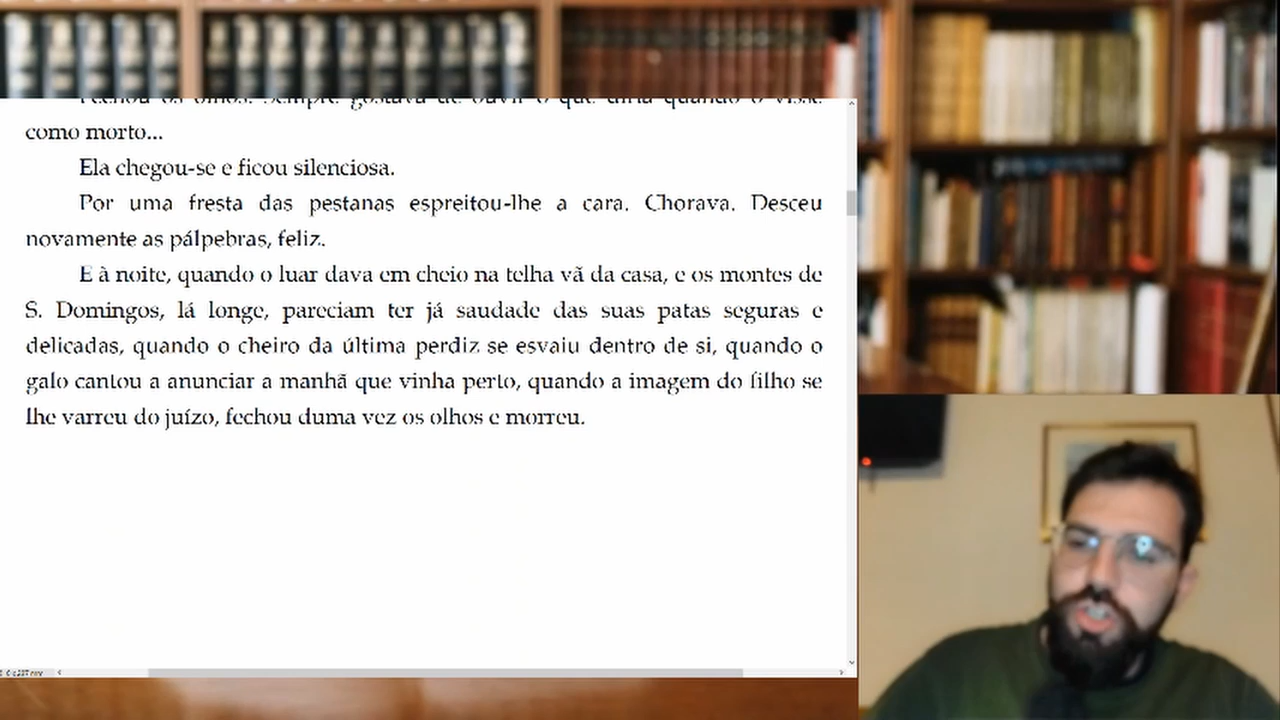 como morto...
Ela chegou-se e ficou silenciosa.
Por uma fresta das pestanas espreitou-lhe a cara. Chorava. Desceu
novamente as pálpebras, feliz.
E à noite, quando o luar dava em cheio na telha vã da casa, e os montes de
S. Domingos, lá longe, pareciam ter já saudade das suas patas seguras e
delicadas, quando o cheiro da última perdiz se esvaiu dentro de si, quando o
galo cantou a anunciar a manhã que vinha perto, quando a imagem do filho se
lhe varreu do juízo, fechou duma vez os olhos e morreu.